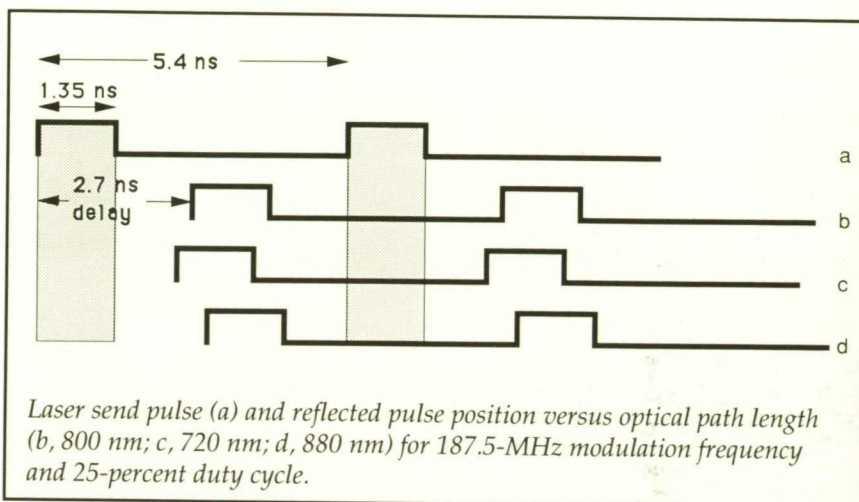 5.4 ns
1.35 ns
a
2.7 ns
delay
b
c
d
Laser send pulse (a) and reflected pulse position versus optical path length
(b, 800 nm; c, 720 nm; d, 880 nm) for 187.5-MHz modulation frequency
and 25-percent duty cycle.